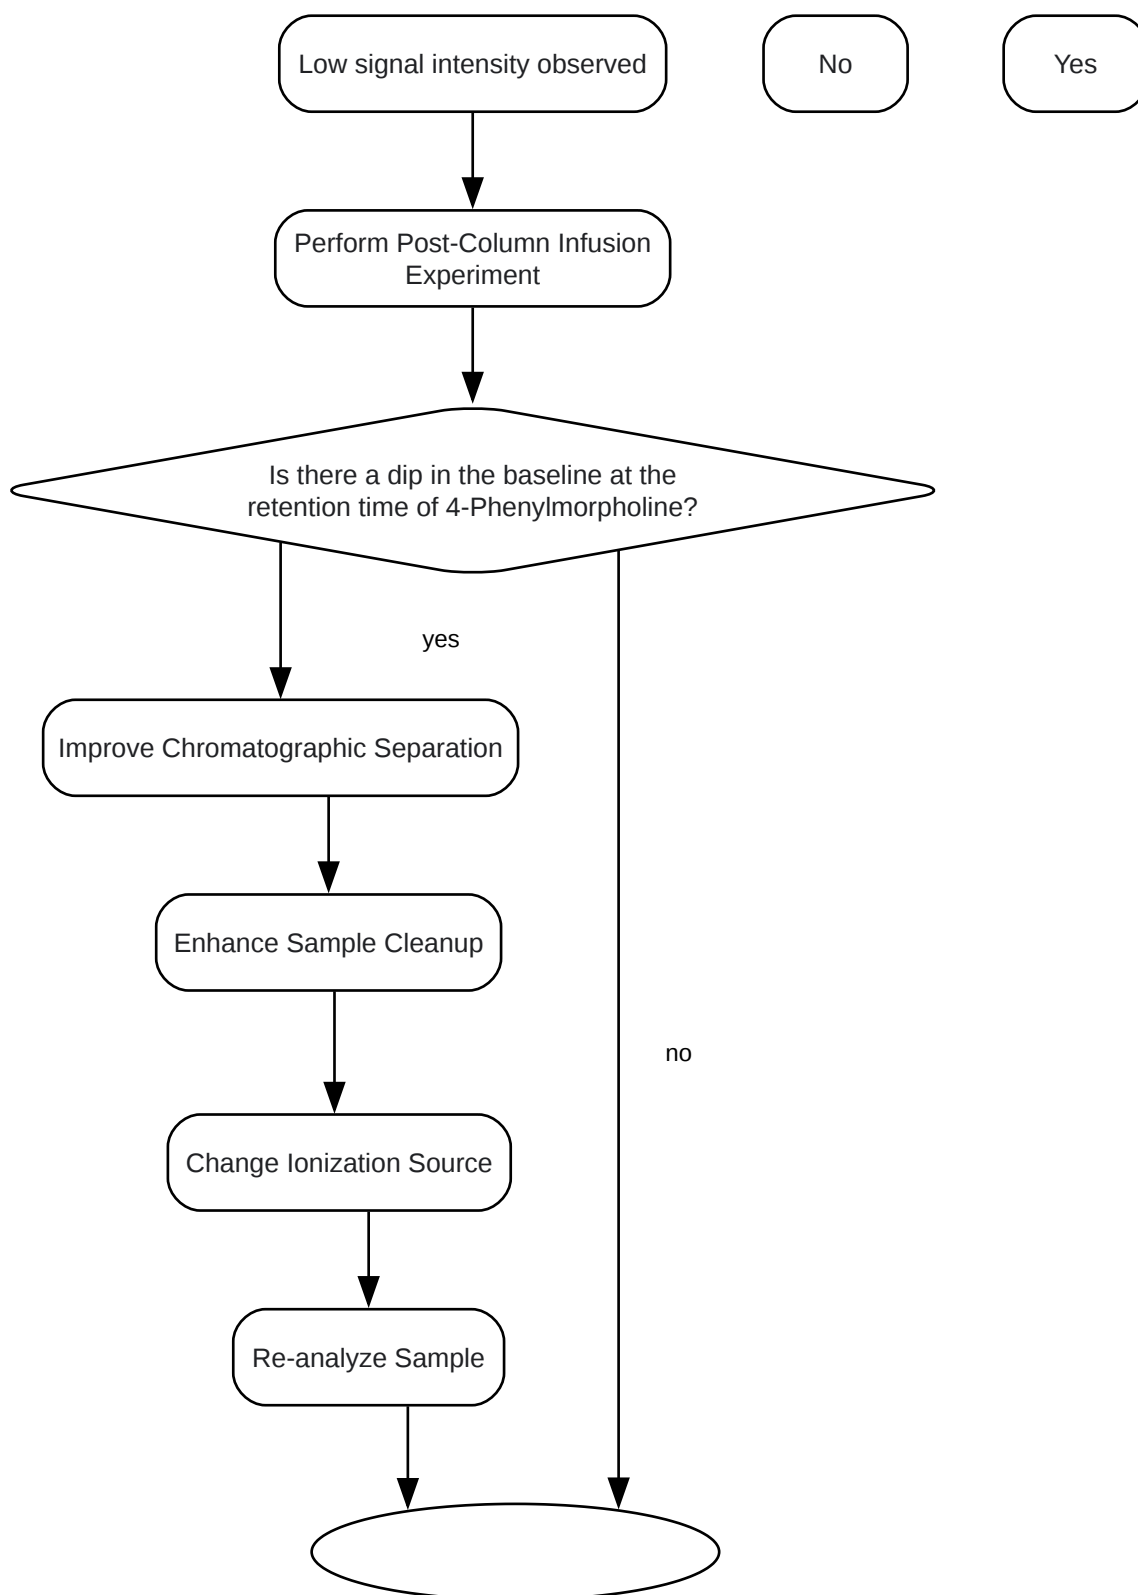 Low signal intensity observed
No
Yes
Perform Post-Column Infusion
Experiment
Is there a dip in the baseline at the
retention time of 4-Phenylmorpholine?
yes
Improve Chromatographic Separation
Enhance Sample Cleanup
no
Change Ionization Source
Re-analyze Sample